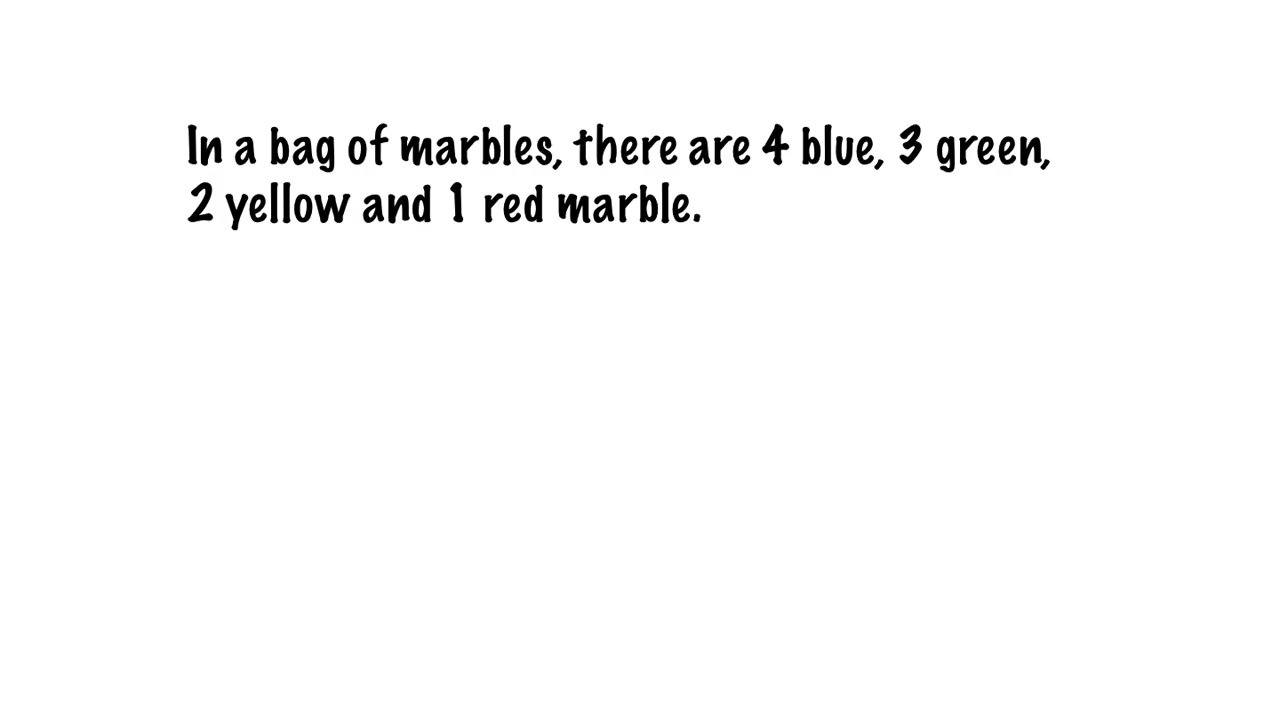 In a bag of marbles, there are 4 blue, 3 green,
2 yellow and 1 red marble.